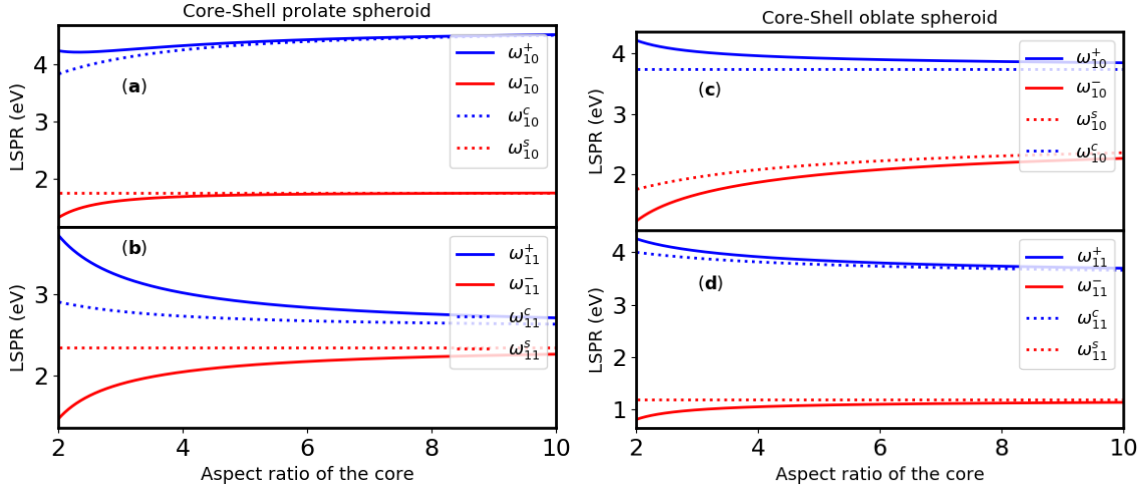 Core-Shell prolate spheroid
LSPR (eV)
4
3
2
(a)
ω₁₀⁺
ω₁₀⁻
ω₁₀ᶜ
ω₁₀ˢ
LSPR (eV)
3
2
(b)
ω₁₁⁺
ω₁₁⁻
ω₁₁ᶜ
ω₁₁ˢ
2 4 6 8 10
Aspect ratio of the core
Core-Shell oblate spheroid
LSPR (eV)
4
3
2
(c)
ω₁₀⁺
ω₁₀⁻
ω₁₀ˢ
ω₁₀ᶜ
LSPR (eV)
4
3
2
1
(d)
ω₁₁⁺
ω₁₁⁻
ω₁₁ᶜ
ω₁₁ˢ
2 4 6 8 10
Aspect ratio of the core